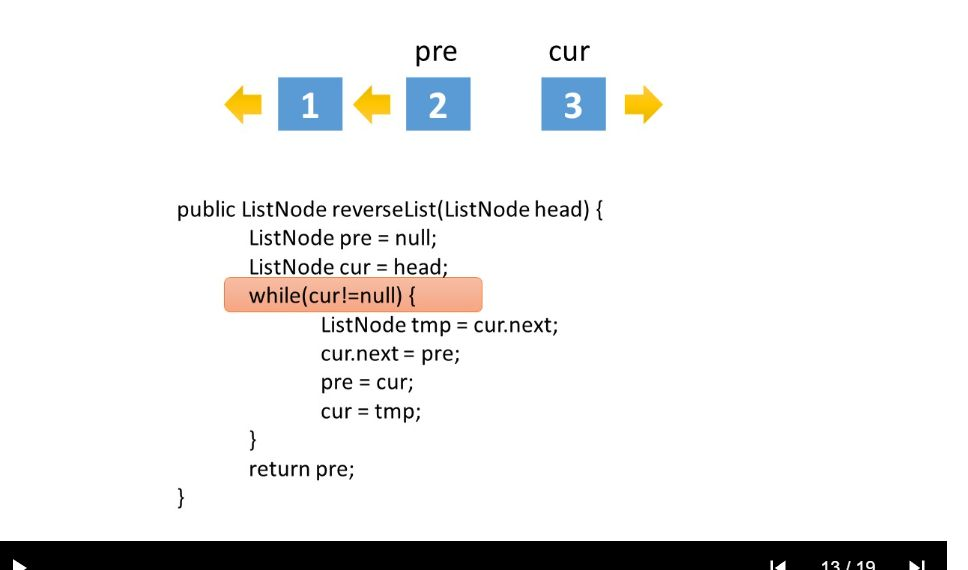 pre cur
1 2 3
public ListNode reverseList(ListNode head) {
ListNode pre = null;
ListNode cur = head;
while(cur!=null) {
ListNode tmp = cur.next;
cur.next = pre;
pre = cur;
cur = tmp;
}
return pre;
}
13 / 19